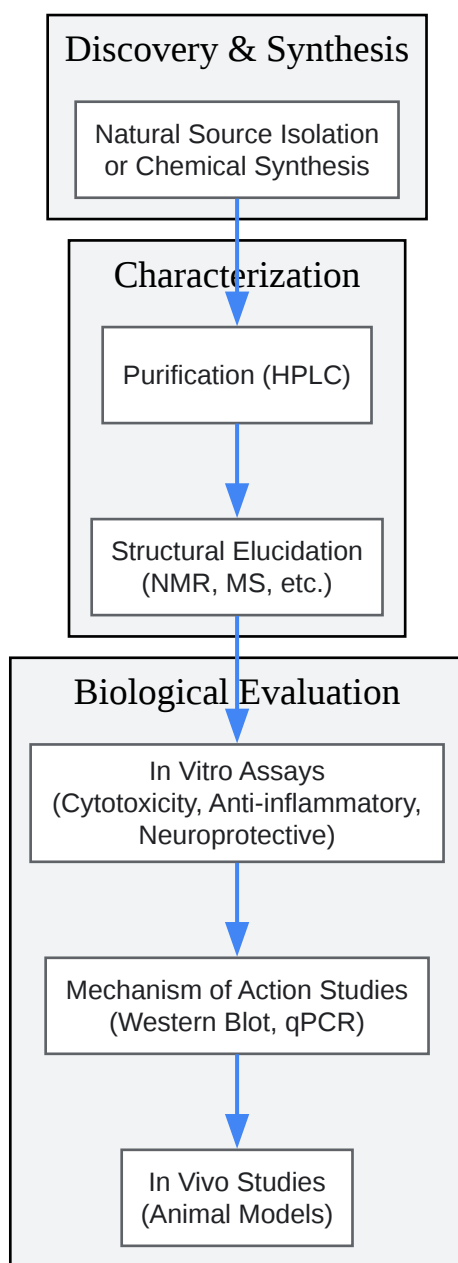 Discovery & Synthesis
Natural Source Isolation
or Chemical Synthesis
Characterization
Purification (HPLC)
Structural Elucidation
(NMR, MS, etc.)
Biological Evaluation
In Vitro Assays
(Cytotoxicity, Anti-inflammatory,
Neuroprotective)
Mechanism of Action Studies
(Western Blot, qPCR)
In Vivo Studies
(Animal Models)